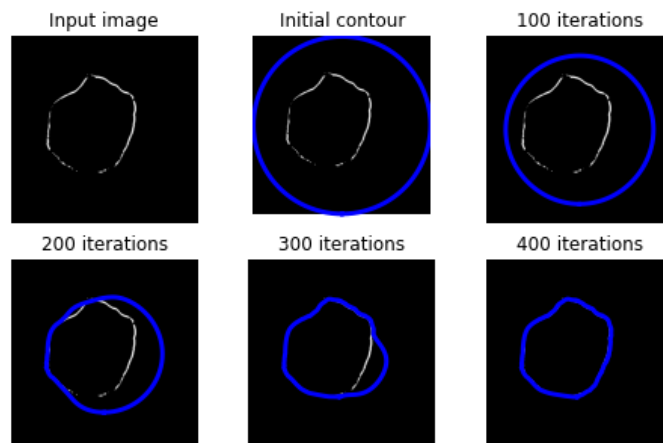 Input image
Initial contour
100 iterations
200 iterations
300 iterations
400 iterations